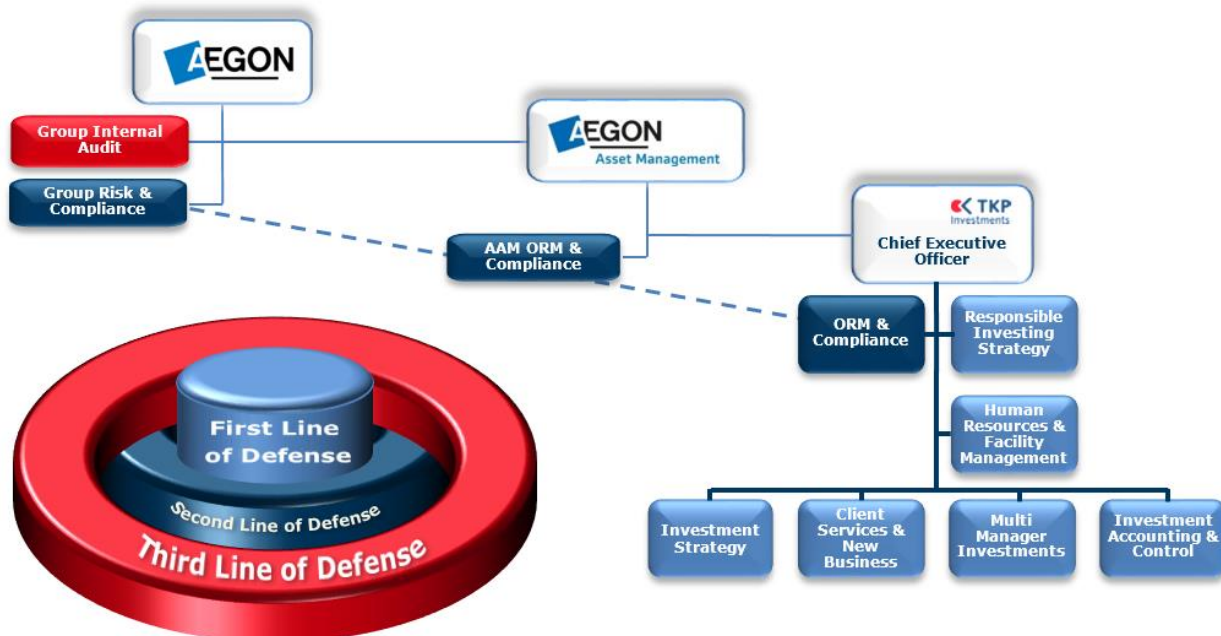 AEGON
Group Internal
Audit
Group Risk &
Compliance
AEGON
Asset Management
AAM ORM &
Compliance
TKP
Investments
Chief Executive
Officer
ORM &
Compliance
Responsible
Investing
Strategy
Human
Resources &
Facility
Management
Investment
Strategy
Client
Services &
New
Business
Multi
Manager
Investments
Investment
Accounting &
Control
First Line
of Defense
Second Line of Defense
Third Line of Defense